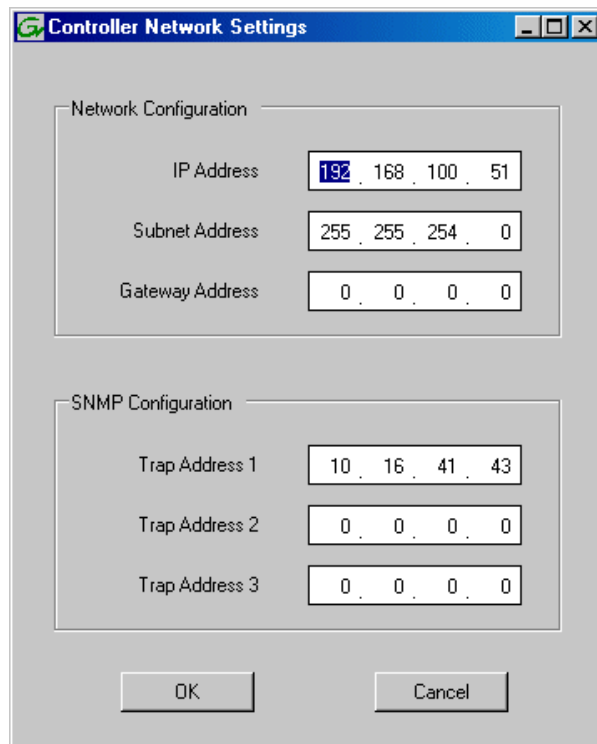 Controller Network Settings
Network Configuration
IP Address 192 . 168 . 100 . 51
Subnet Address 255 . 255 . 254 . 0
Gateway Address 0 . 0 . 0 . 0
SNMP Configuration
Trap Address 1 10 . 16 . 41 . 43
Trap Address 2 0 . 0 . 0 . 0
Trap Address 3 0 . 0 . 0 . 0
OK Cancel